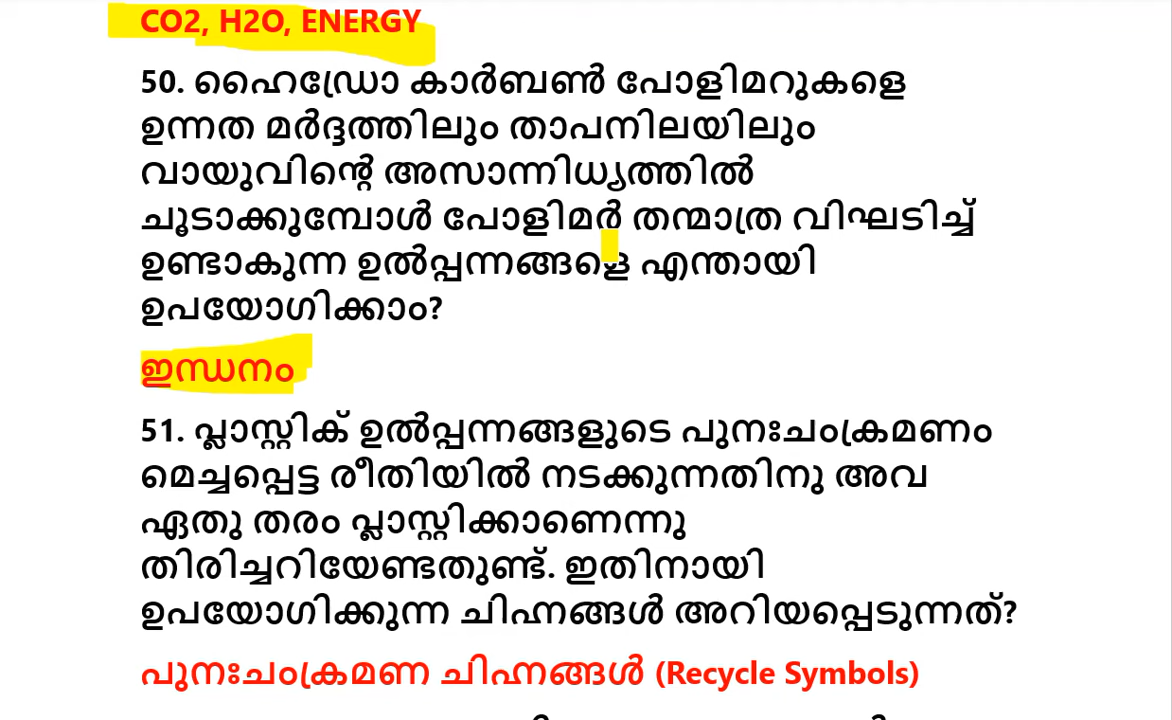 CO2, H2O, ENERGY
50. ഹൈഡ്രോ കാർബൺ പോളിമറുകളെ
ഉന്നത മർദ്ദത്തിലും താപനിലയിലും
വായുവിന്റെ അസാന്നിധ്യത്തിൽ
ചൂടാക്കുമ്പോൾ പോളിമർ തന്മാത്ര വിഘടിച്ച്
ഉണ്ടാകുന്ന ഉൽപ്പന്നങ്ങളെ എന്തായി
ഉപയോഗിക്കാം?
ഇന്ധനം
51. പ്ലാസ്റ്റിക് ഉൽപ്പന്നങ്ങളുടെ പുനഃചംക്രമണം
മെച്ചപ്പെട്ട രീതിയിൽ നടക്കുന്നതിനു അവ
ഏതു തരം പ്ലാസ്റ്റിക്കാണെന്നു
തിരിച്ചറിയേണ്ടതുണ്ട്. ഇതിനായി
ഉപയോഗിക്കുന്ന ചിഹ്നങ്ങൾ അറിയപ്പെടുന്നത്?
പുനഃചംക്രമണ ചിഹ്നങ്ങൾ (Recycle Symbols)